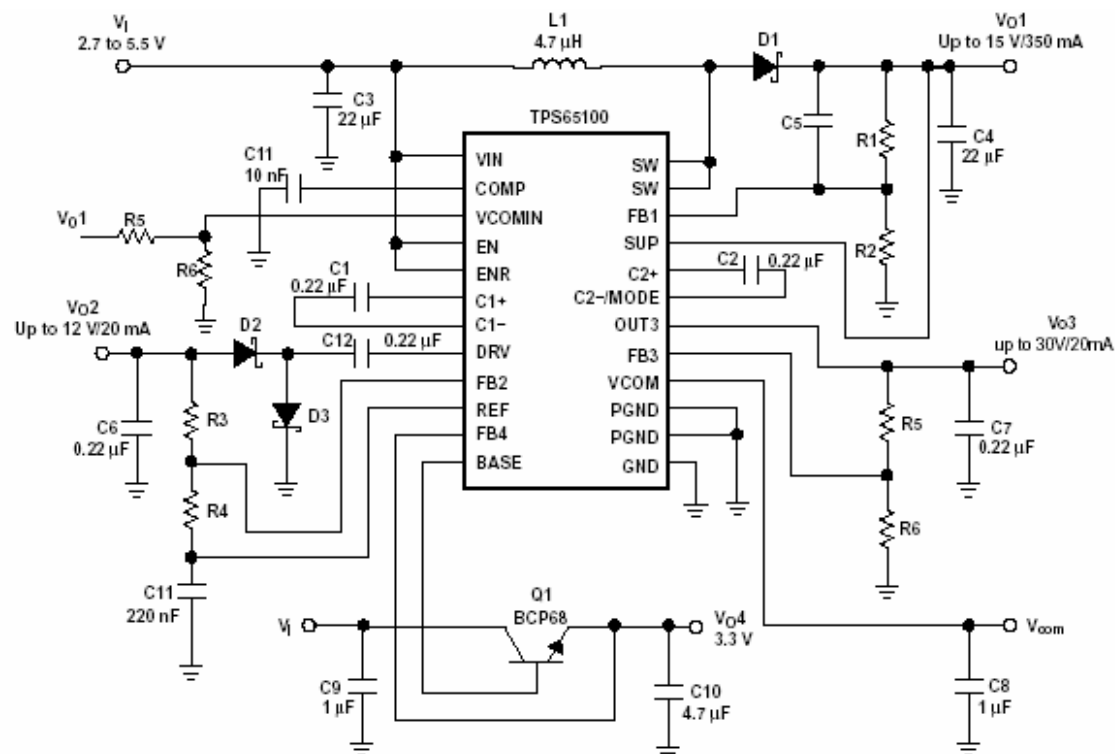 VI
2.7 to 5.5 V
L1
4.7 µH
D1
VO1
Up to 15 V/350 mA
C3
22 µF
TPS65100
C5
R1
C4
22 µF
C11
10 nF
VIN
COMP
VCOMIN
EN
ENR
C1+
C1–
DRV
FB2
REF
FB4
BASE
SW
SW
FB1
SUP
C2+
C2–/MODE
OUT3
FB3
VCOM
PGND
PGND
GND
R2
C2
0.22 µF
VO1
R5
R6
C1
0.22 µF
VO2
Up to 12 V/20 mA
D2
C12
0.22 µF
D3
C6
0.22 µF
R3
R4
C11
220 nF
VO3
up to 30V/20mA
R5
C7
0.22 µF
R6
Q1
BCP68
Vi
VO4
3.3 V
C9
1 µF
C10
4.7 µF
Vcom
C8
1 µF